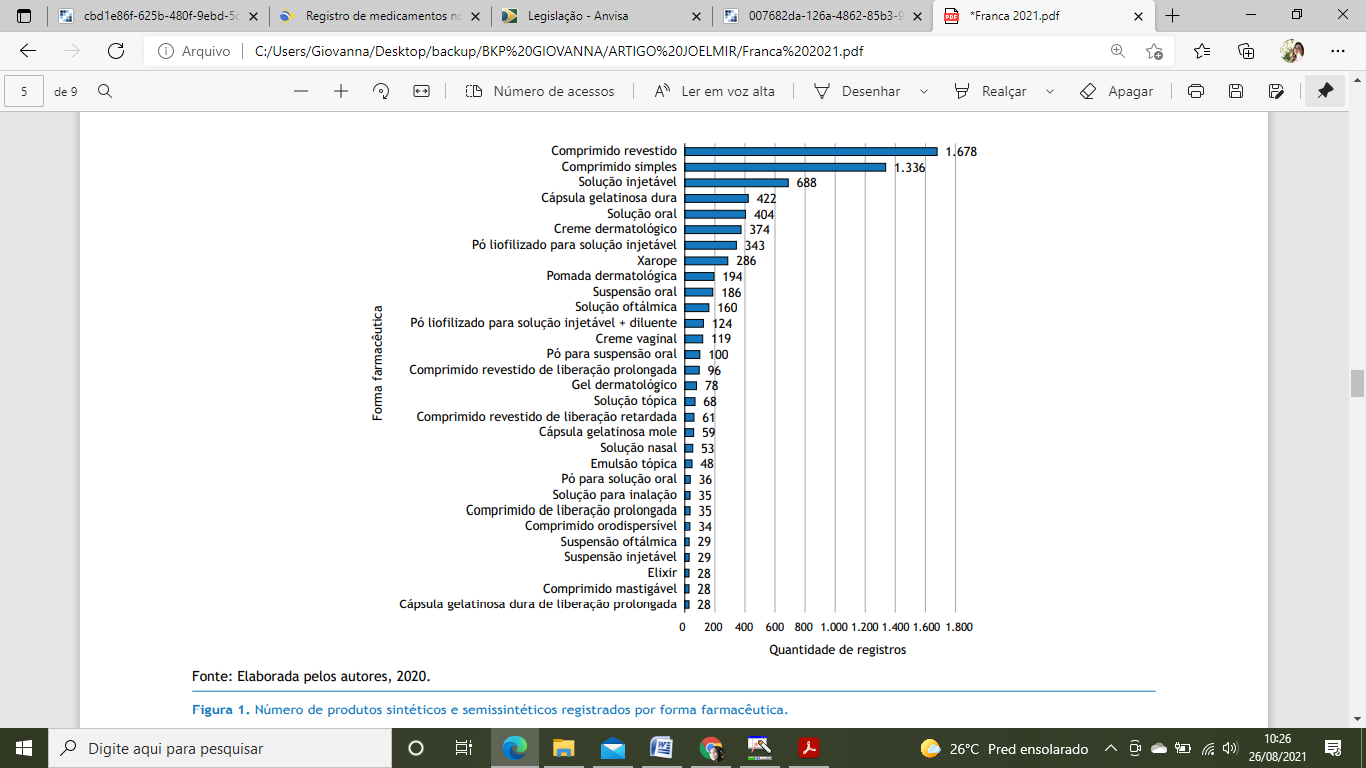 cbd1e86f-625b-480f-9ebd-5
Registro de medicamentos no
Legislação - Anvisa
007682da-126a-4862-85b3-9
*Franca 2021.pdf
Arquivo
C:/Users/Giovanna/Desktop/backup/BKP%20GIOVANNA/ARTIGO%20JOELMIR/Franca%202021.pdf
5 de 9
Número de acessos
Ler em voz alta
Desenhar
Realçar
Apagar
Forma farmacêutica
Comprimido revestido 1.678
Comprimido simples 1.336
Solução injetável 688
Cápsula gelatinosa dura 422
Solução oral 404
Creme dermatológico 374
Pó liofilizado para solução injetável 343
Xarope 286
Pomada dermatológica 194
Suspensão oral 186
Solução oftálmica 160
Pó liofilizado para solução injetável + diluente 124
Creme vaginal 119
Pó para suspensão oral 100
Comprimido revestido de liberação prolongada 96
Gel dermatológico 78
Solução tópica 68
Comprimido revestido de liberação retardada 61
Cápsula gelatinosa mole 59
Solução nasal 53
Emulsão tópica 48
Pó para solução oral 36
Solução para inalação 35
Comprimido de liberação prolongada 35
Comprimido orodispersível 34
Suspensão oftálmica 29
Suspensão injetável 29
Elixir 28
Comprimido mastigável 28
Cápsula gelatinosa dura de liberação prolongada 28
0 200 400 600 800 1.000 1.200 1.400 1.600 1.800
Quantidade de registros
Fonte: Elaborada pelos autores, 2020.
Figura 1. Número de produtos sintéticos e semissintéticos registrados por forma farmacêutica.
Digite aqui para pesquisar
26°C Pred ensolarado
10:26
26/08/2021